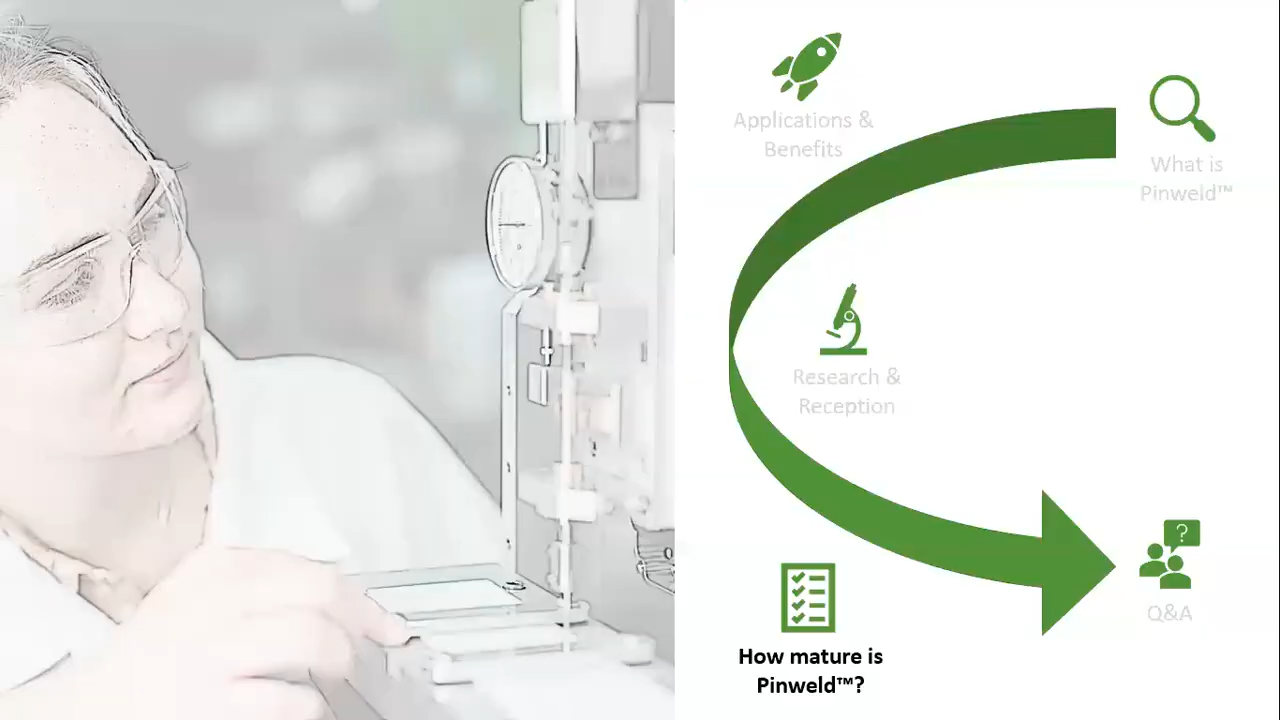 Applications &
Benefits
What is
Pinweld™
Research &
Reception
?
Q&A
How mature is
Pinweld™?